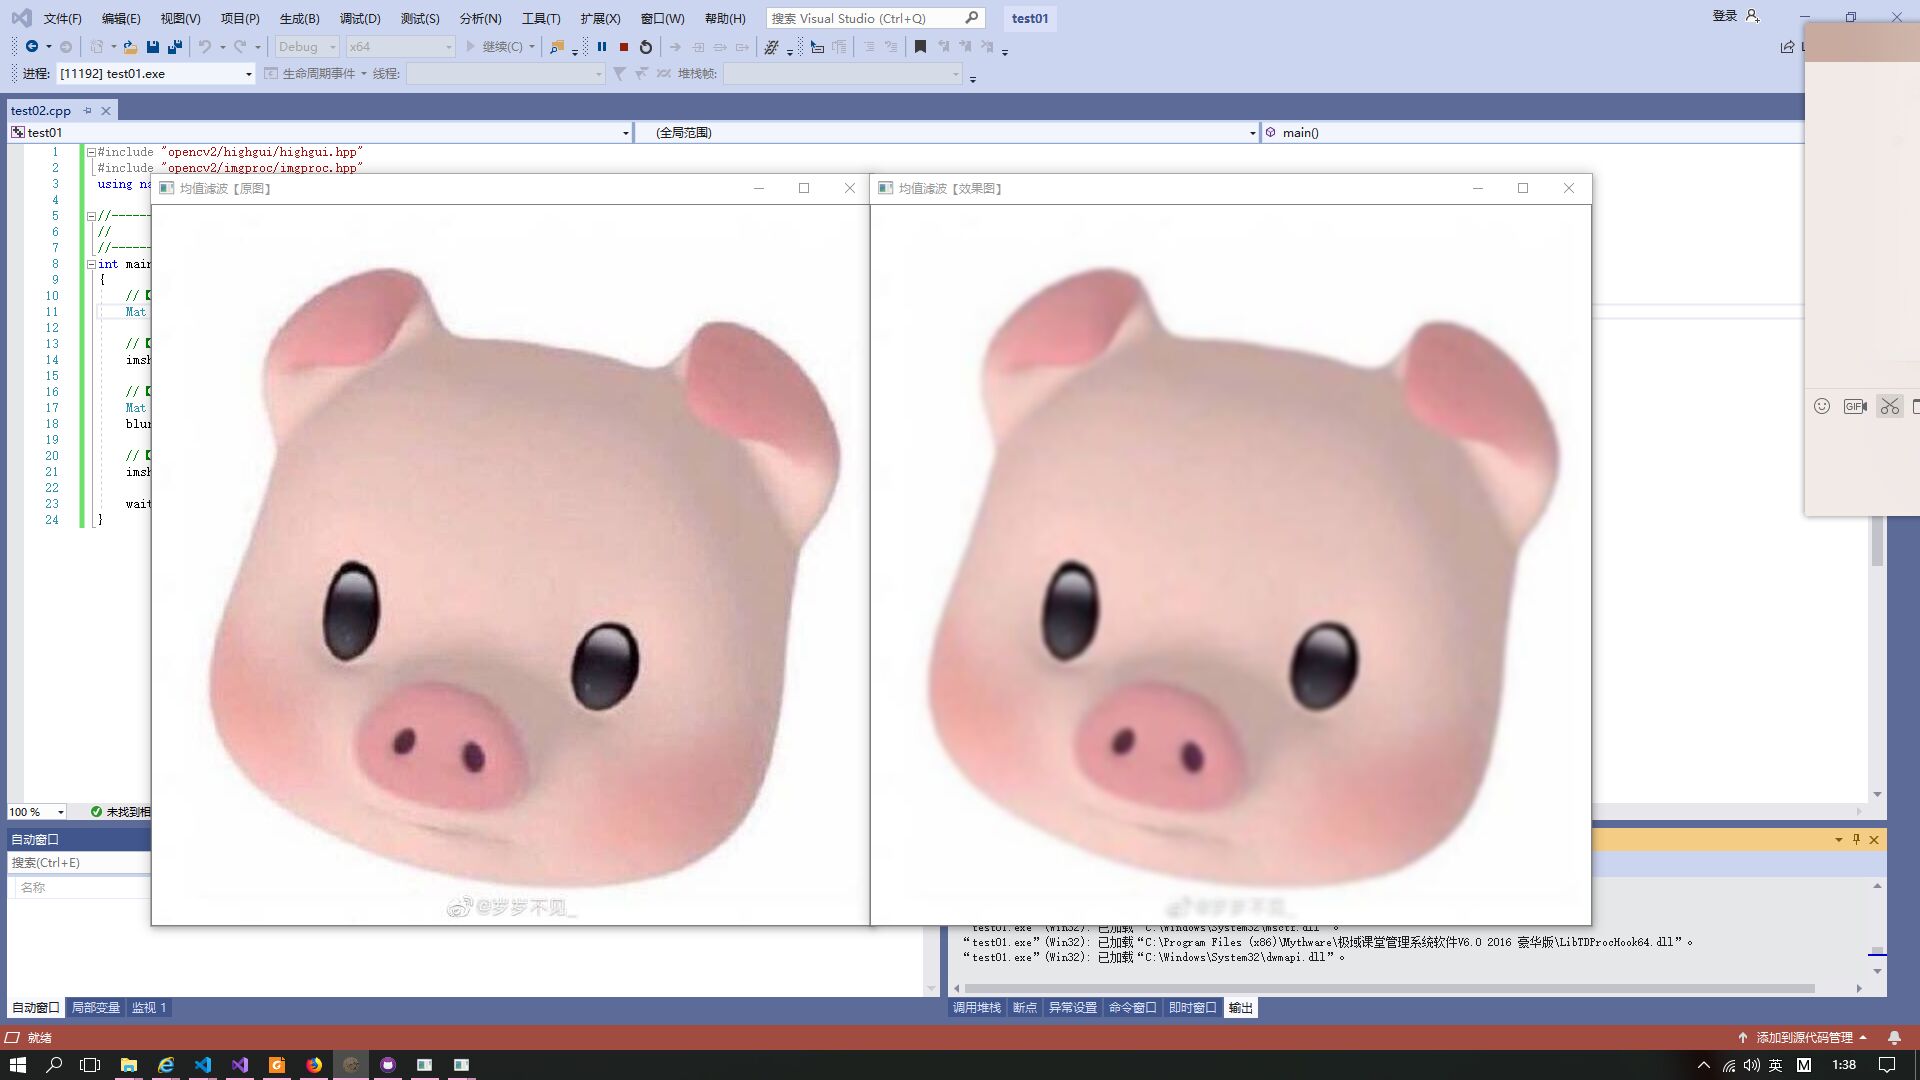 文件(F) 编辑(E) 视图(V) 项目(P) 生成(B) 调试(D) 测试(S) 分析(N) 工具(T) 扩展(X) 窗口(W) 帮助(H) 搜索 Visual Studio (Ctrl+Q) test01 登录
Debug x64 继续(C)
进程: [11192] test01.exe 生命周期事件 线程: 堆栈帧:
test02.cpp
test01 (全局范围) main()
1 #include "opencv2/highgui/highgui.hpp"
2 #include "opencv2/imgproc/imgproc.hpp"
3 using na
均值滤波【原图】 均值滤波【效果图】
4
5 //------
6 //
7 //------
8 int main
9 {
10 //【
11 Mat
12
13 //【
14 imsh
15
16 //【
17 Mat
18 blur
19
20 //【
21 imsh
22
23 wait
24 }
GIF
100 % 未找到相
自动窗口
搜索(Ctrl+E)
名称
@岁岁不见_
@岁岁不见_
“test01.exe”(Win32): 已加载“C:\Windows\System32\msctf.dll”。
“test01.exe”(Win32): 已加载“C:\Program Files (x86)\Mythware\极域课堂管理系统软件V6.0 2016 豪华版\LibTDProcHook64.dll”。
“test01.exe”(Win32): 已加载“C:\Windows\System32\dwmapi.dll”。
自动窗口 局部变量 监视 1 调用堆栈 断点 异常设置 命令窗口 即时窗口 输出
就绪 添加到源代码管理
英 M 1:38